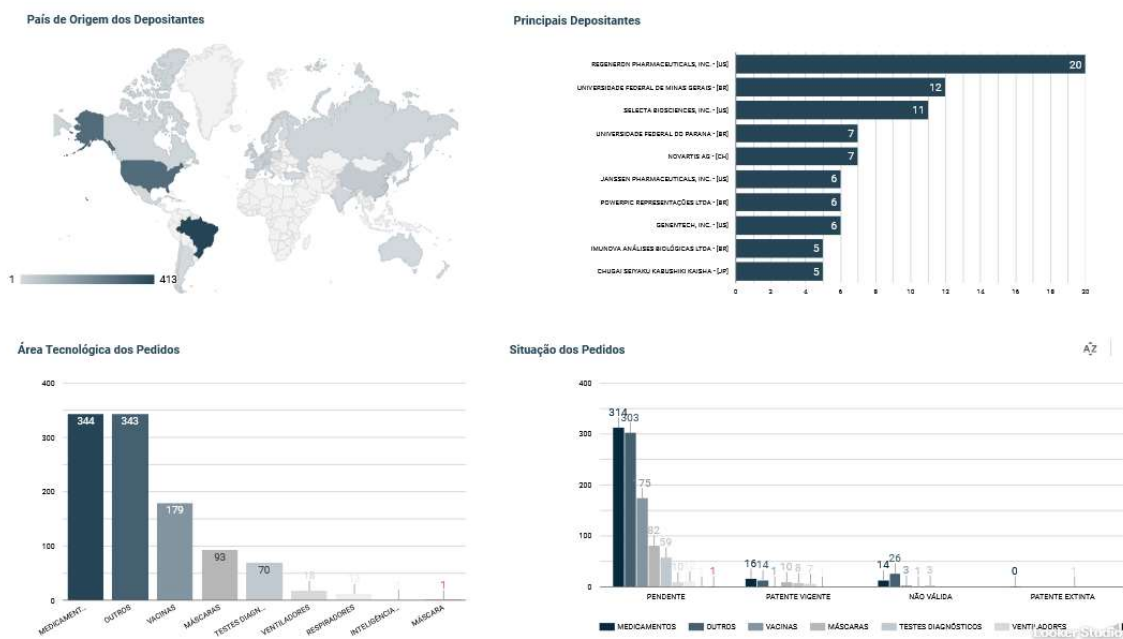 País de Origem dos Depositantes
1
413
Principais Depositantes
REGENERON PHARMACEUTICALS, INC. - [US]
20
UNIVERSIDADE FEDERAL DE MINAS GERAIS - [BR]
12
SELECTA BIOSCIENCES, INC. - [US]
11
UNIVERSIDADE FEDERAL DO PARANA - [BR]
7
NOVARTIS AG - [CH]
7
JANSSEN PHARMACEUTICALS, INC. - [US]
6
POWERPIC REPRESENTAÇÕES LTDA - [BR]
6
GENENTECH, INC. - [US]
6
IMUNOVA ANÁLISES BIOLÓGICAS LTDA - [BR]
5
CHUGAI SEIYAKU KABUSHIKI KAISHA - [JP]
5
0 2 4 6 8 10 12 14 16 18 20
Área Tecnológica dos Pedidos
400
300
200
100
0
344
343
179
93
70
18
1
MEDICAMENT...
OUTROS
VACINAS
MÁSCARAS
TESTES DIAGN...
VENTILADORES
RESPIRADORES
INTELIGÊNCIA...
MÁSCARA
Situação dos Pedidos
AZ
400
300
200
100
0
314
303
175
82
59
10
1
16
14
1
10
8
7
14
26
3
1
3
0
1
PENDENTE
PATENTE VIGENTE
NÃO VÁLIDA
PATENTE EXTINTA
MEDICAMENTOS OUTROS VACINAS MÁSCARAS TESTES DIAGNÓSTICOS VENTILADORES
Looker Studio